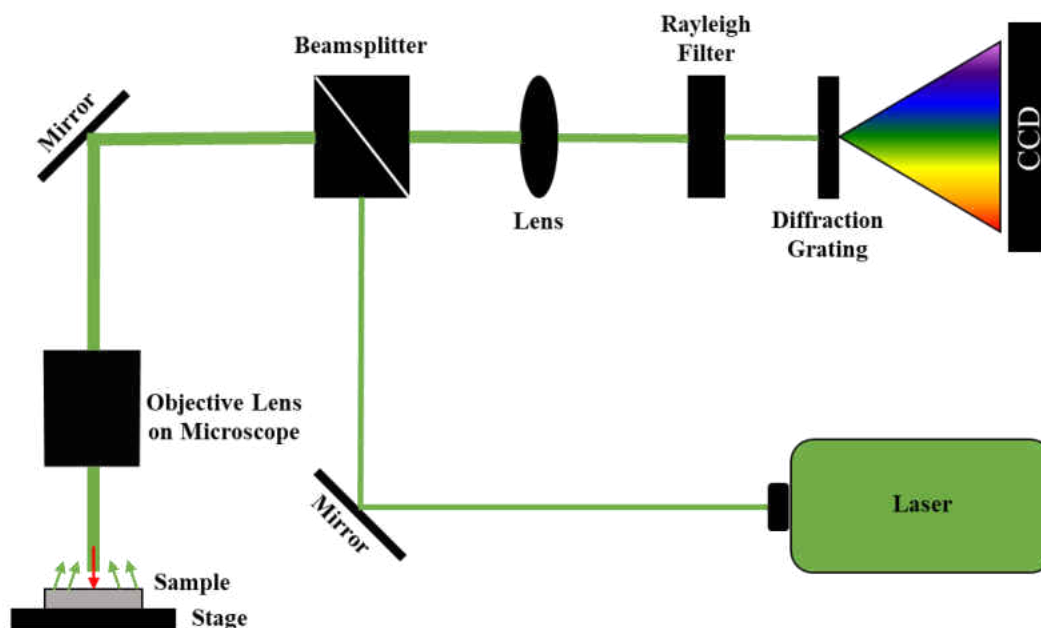 Rayleigh
Filter
Beamsplitter
Mirror
CCD
Lens
Diffraction
Grating
Objective Lens
on Microscope
Laser
Mirror
Sample
Stage